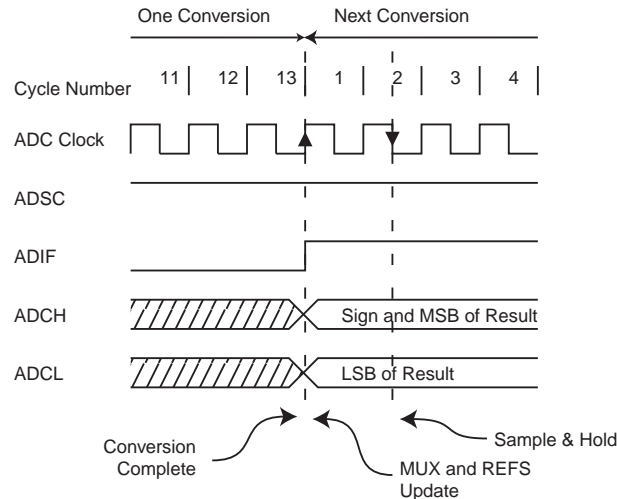 One Conversion Next Conversion
Cycle Number 11 12 13 1 2 3 4
ADC Clock
ADSC
ADIF
ADCH Sign and MSB of Result
ADCL LSB of Result
Conversion
Complete
MUX and REFS
Update
Sample & Hold